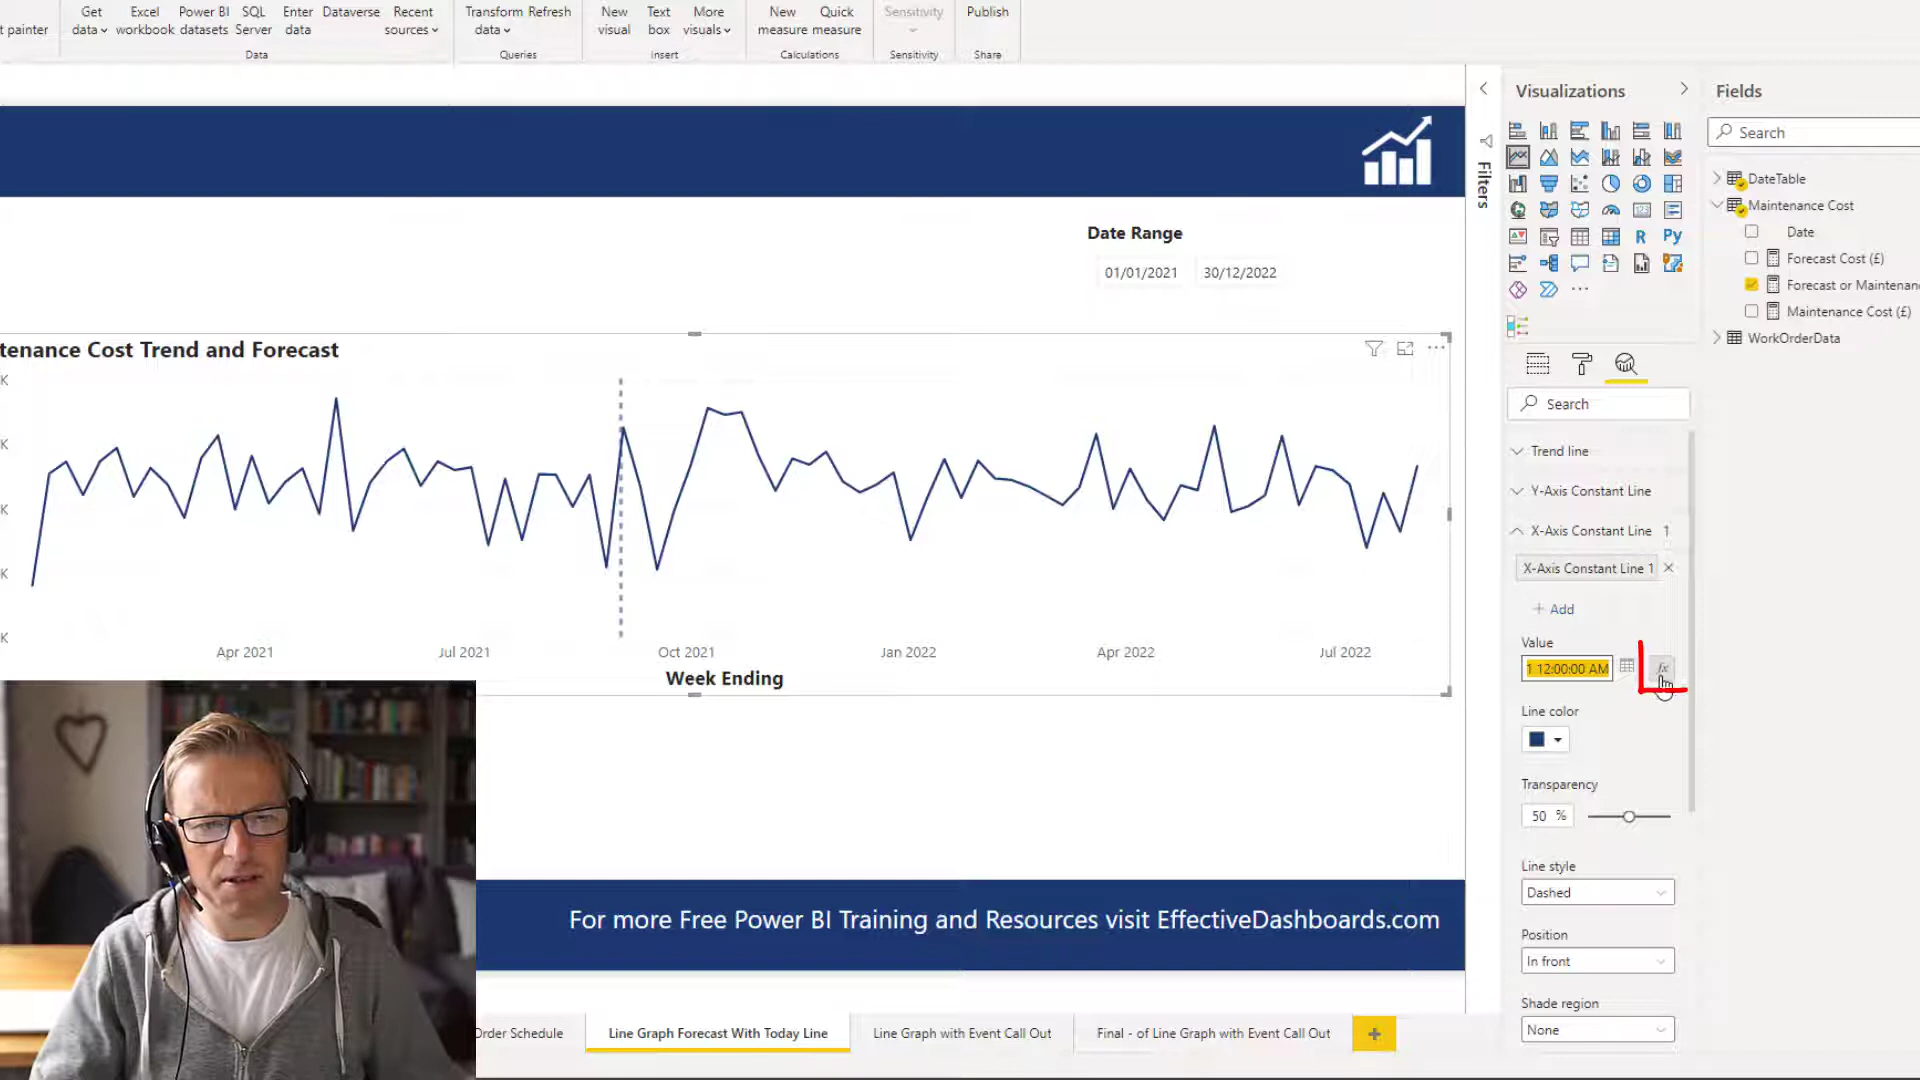 Get data
Excel workbook
Power BI datasets
SQL Server
Enter data
Dataverse
Recent sources
Transform data
Refresh
New visual
Text box
More visuals
New measure
Quick measure
Sensitivity
Publish
t painter
Data
Queries
Insert
Calculations
Sensitivity
Share
Date Range
01/01/2021
30/12/2022
tenance Cost Trend and Forecast
K
K
K
K
K
Apr 2021
Jul 2021
Oct 2021
Jan 2022
Apr 2022
Jul 2022
Week Ending
For more Free Power BI Training and Resources visit EffectiveDashboards.com
Order Schedule
Line Graph Forecast With Today Line
Line Graph with Event Call Out
Final - of Line Graph with Event Call Out
+
Filters
Visualizations
123
R
Py
Search
Trend line
Y-Axis Constant Line
X-Axis Constant Line 1
X-Axis Constant Line 1
+ Add
Value
1 12:00:00 AM
fx
Line color
Transparency
50 %
Line style
Dashed
Position
In front
Shade region
None
Fields
Search
DateTable
Maintenance Cost
Date
Forecast Cost (£)
Forecast or Maintenanc
Maintenance Cost (£)
WorkOrderData